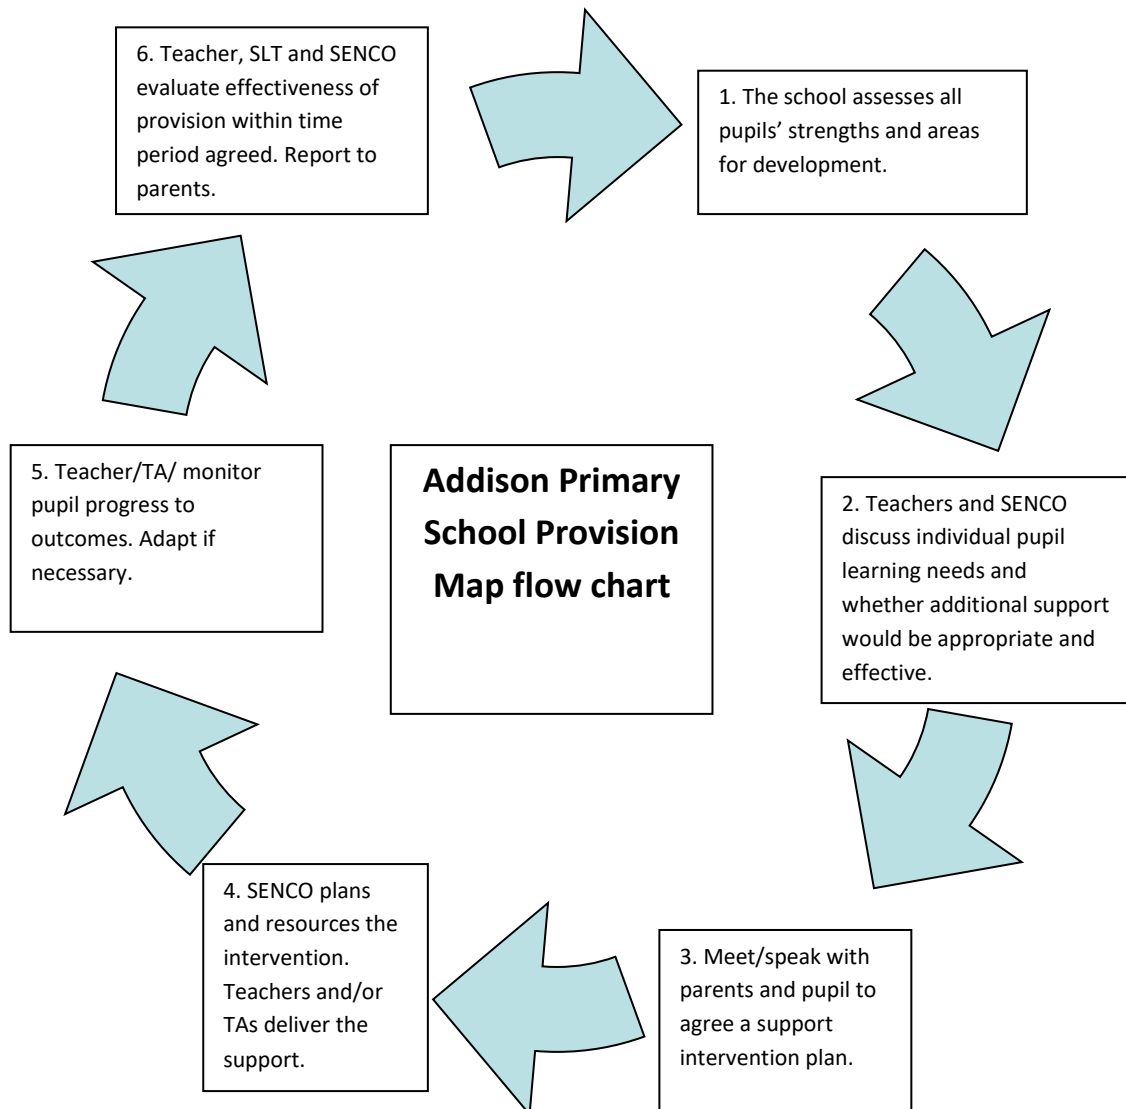 Addison Primary
School Provision
Map flow chart
1. The school assesses all
pupils’ strengths and areas
for development.
2. Teachers and SENCO
discuss individual pupil
learning needs and
whether additional support
would be appropriate and
effective.
3. Meet/speak with
parents and pupil to
agree a support
intervention plan.
4. SENCO plans
and resources the
intervention.
Teachers and/or
TAs deliver the
support.
5. Teacher/TA/ monitor
pupil progress to
outcomes. Adapt if
necessary.
6. Teacher, SLT and SENCO
evaluate effectiveness of
provision within time
period agreed. Report to
parents.